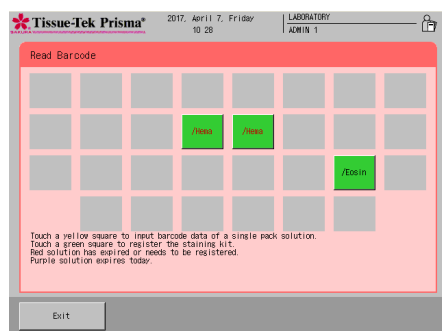 Tissue-Tek Prisma®
SAKURA
2017, April 7, Friday
10 28
LABORATORY
ADMIN 1
Read Barcode
/Hema
/Hema
/Eosin
Touch a yellow square to input barcode data of a single pack solution.
Touch a green square to register the staining kit.
Red solution has expired or needs to be registered.
Purple solution expires today.
Exit